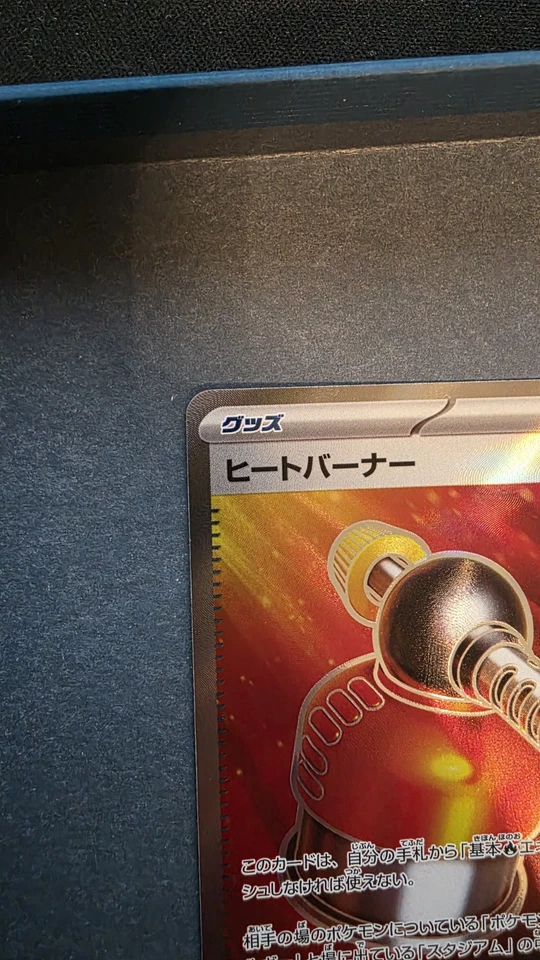 グッズ
ヒートバーナー
このカードは、自分の手札から「基本🔥エ
シュしなければ使えない。
相手の場のポケモンについている「ポケモ
場に出ている「スタジアム」の